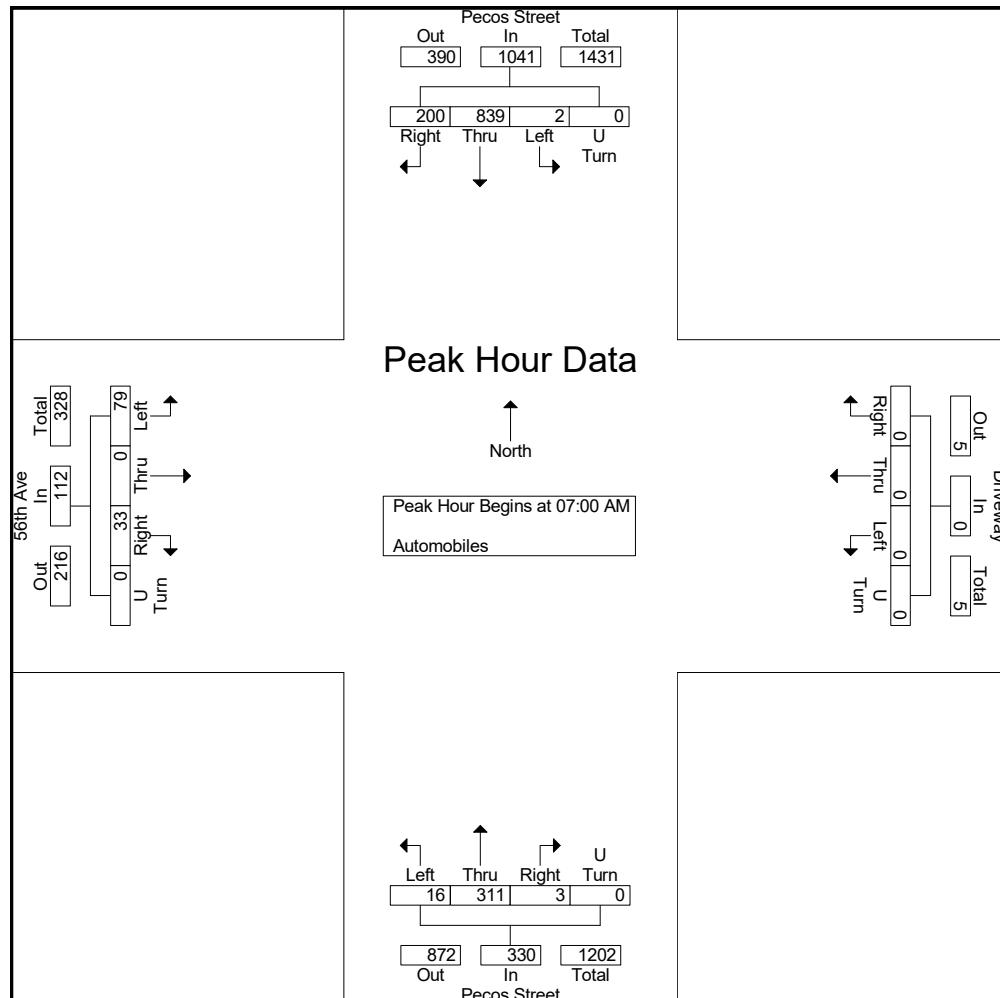 Pecos Street
Out In Total
390 1041 1431
200 839 2 0
Right Thru Left U
Turn
Peak Hour Data
North
Peak Hour Begins at 07:00 AM
Automobiles
56th Ave
Total In Out
328 112 216
79 0 33 0
Left Thru Right U
Turn
Right Thru Left U
Turn
0 0 0 0
Out In Total
5 0 5
Driveway
U
Left Thru Right Turn
16 311 3 0
872 330 1202
Out In Total
Pecos Street